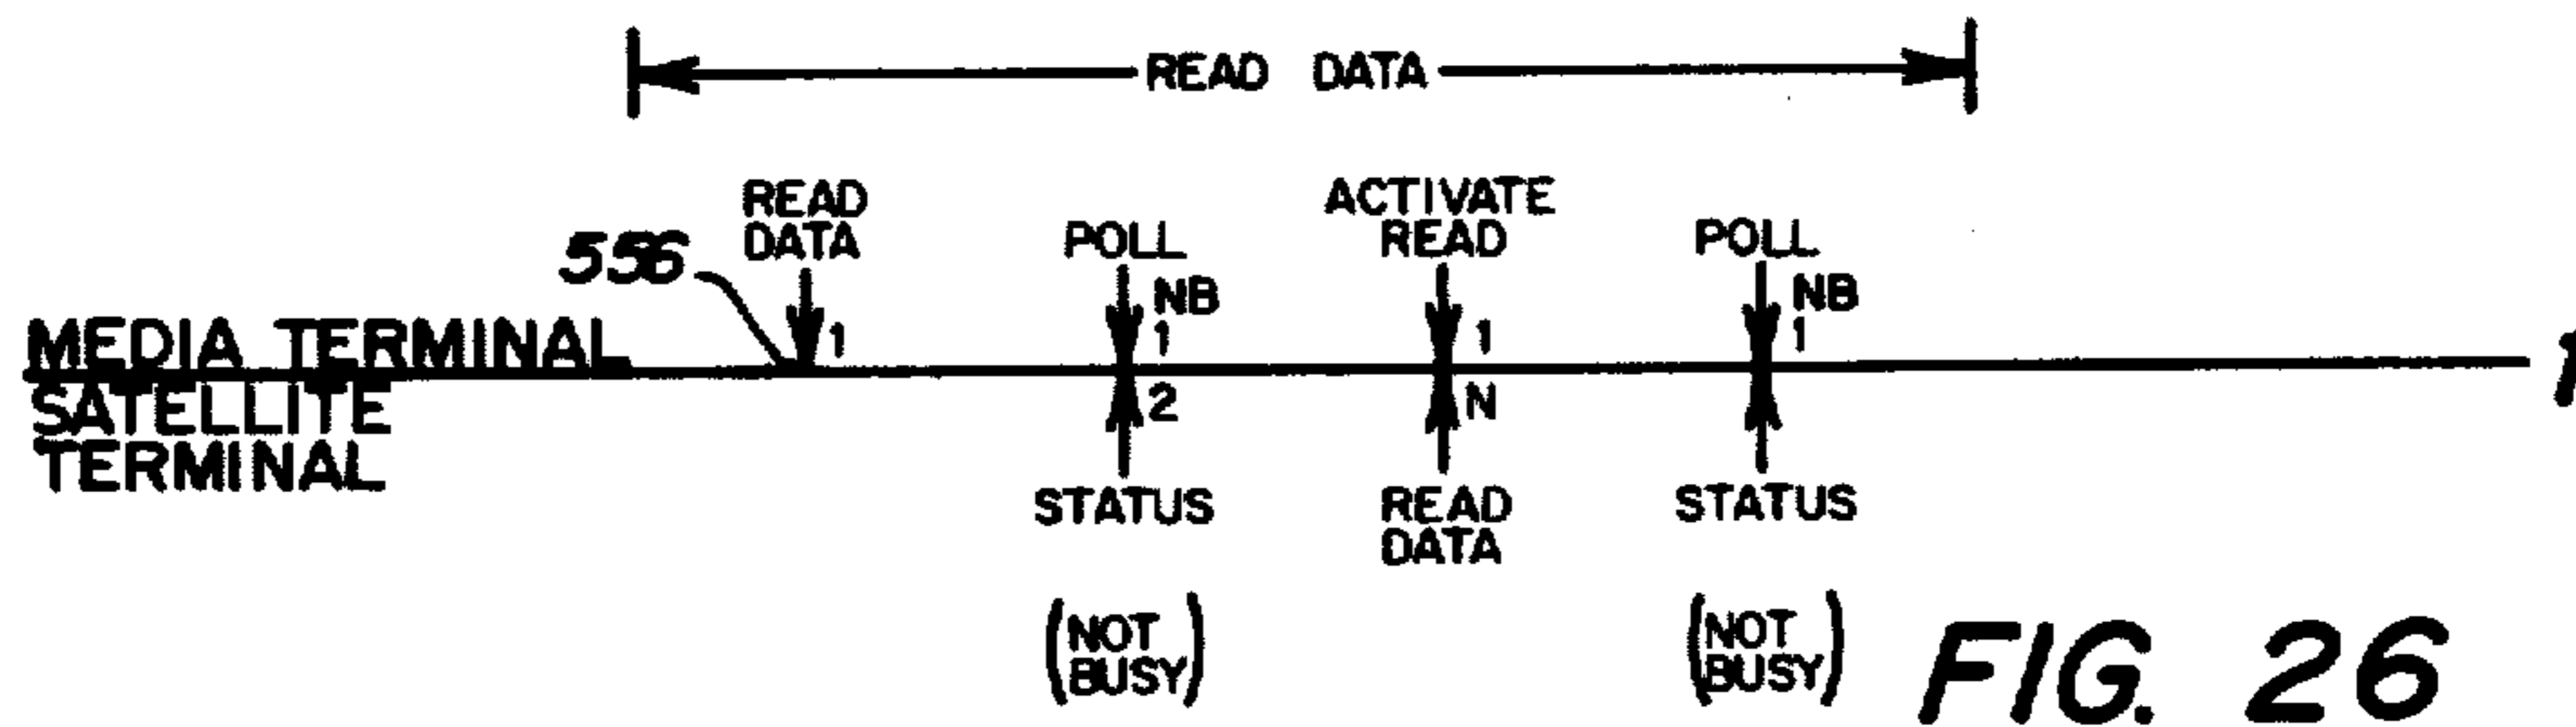 READ DATA
READ
DATA
POLL
ACTIVATE
READ
POLL
556
NB
NB
1
1
1
1
MEDIA TERMINAL
SATELLITE
TERMINAL
2
N
STATUS
READ
DATA
STATUS
(NOT
BUSY)
(NOT
BUSY)
FIG. 26